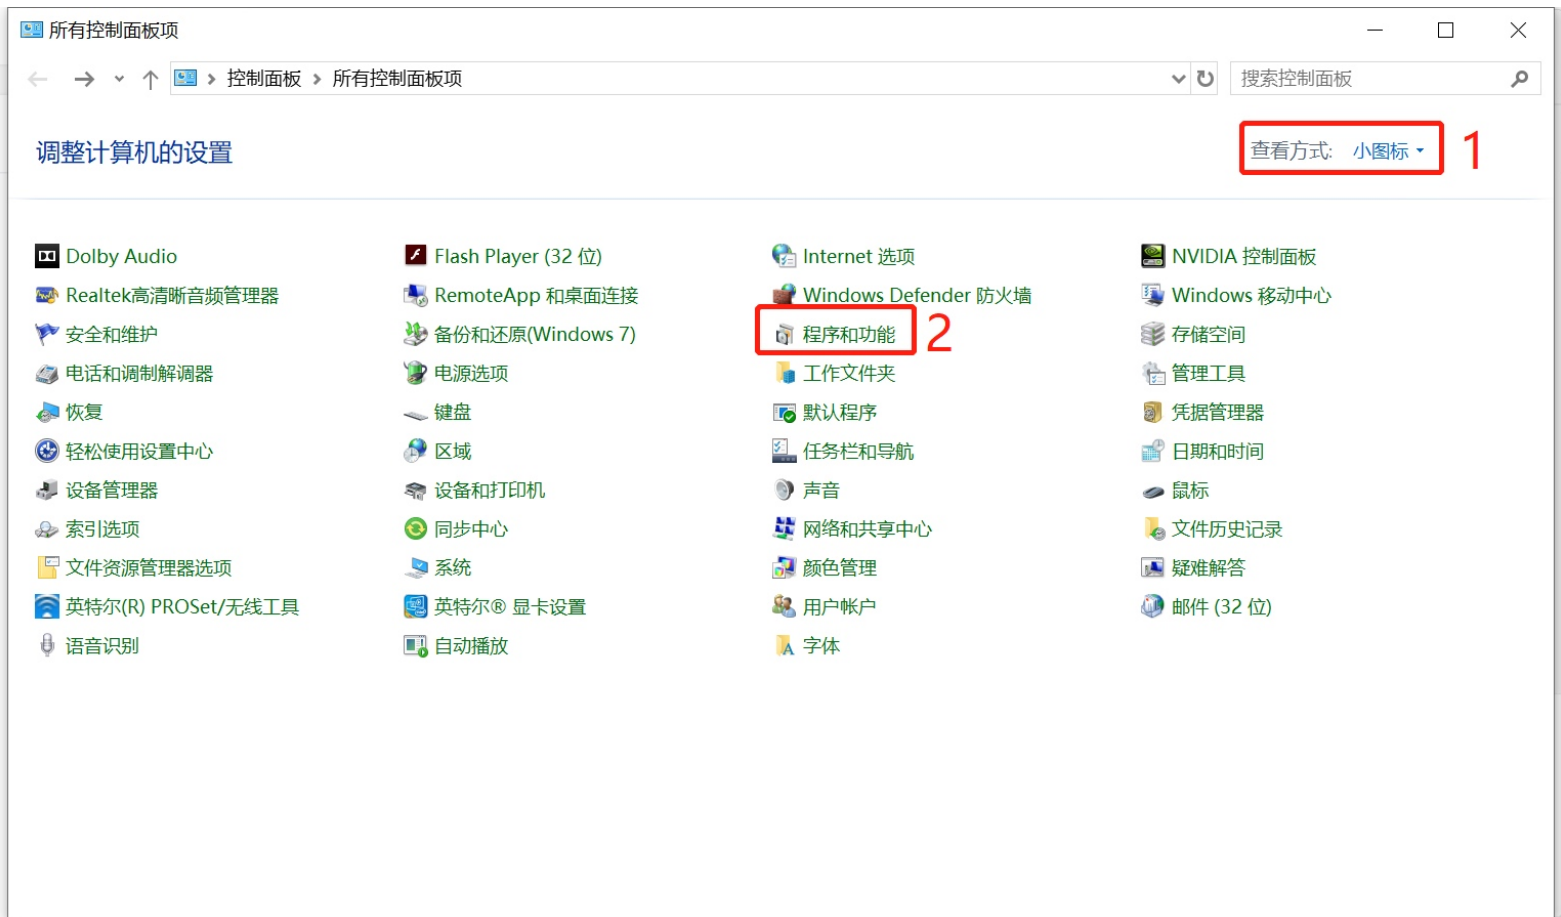 所有控制面板项
控制面板 所有控制面板项
搜索控制面板
调整计算机的设置
查看方式: 小图标 1
Dolby Audio
Flash Player (32 位)
Internet 选项
NVIDIA 控制面板
Realtek高清晰音频管理器
RemoteApp 和桌面连接
Windows Defender 防火墙
Windows 移动中心
安全和维护
备份和还原(Windows 7)
程序和功能 2
存储空间
电话和调制解调器
电源选项
工作文件夹
管理工具
恢复
键盘
默认程序
凭据管理器
轻松使用设置中心
区域
任务栏和导航
日期和时间
设备管理器
设备和打印机
声音
鼠标
索引选项
同步中心
网络和共享中心
文件历史记录
文件资源管理器选项
系统
颜色管理
疑难解答
英特尔(R) PROSet/无线工具
英特尔® 显卡设置
用户帐户
邮件 (32 位)
语音识别
自动播放
字体